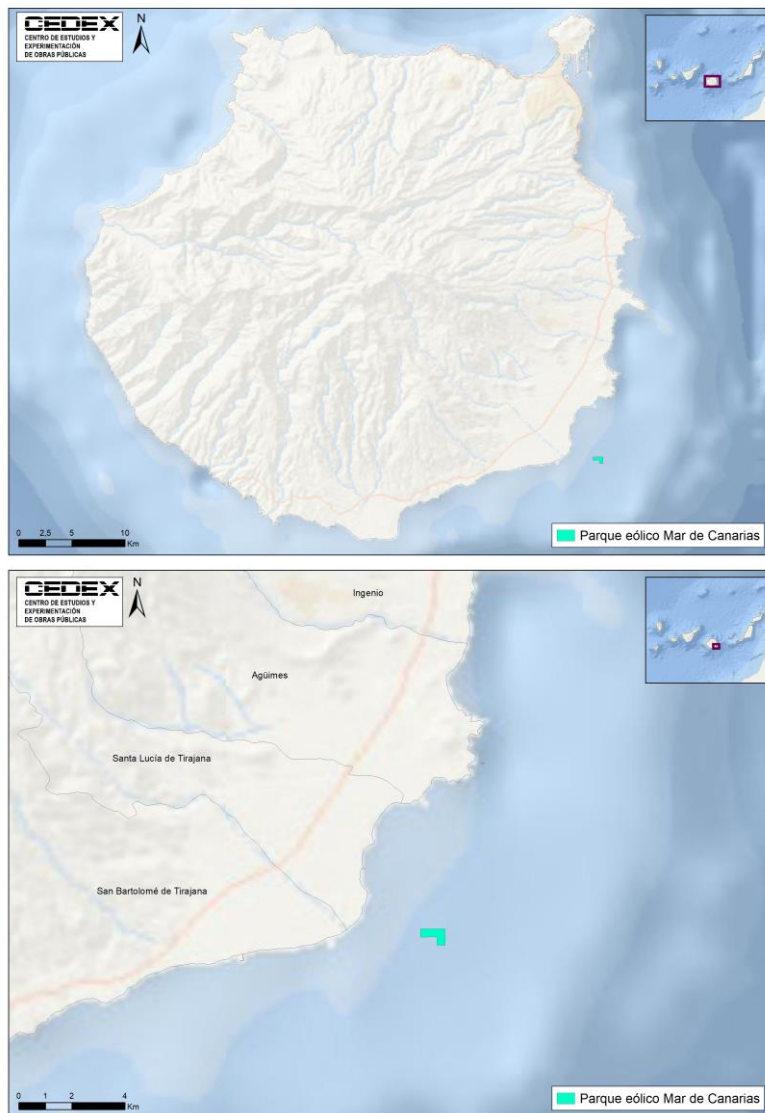 CEDEX
CENTRO DE ESTUDIOS Y
EXPERIMENTACIÓN
DE OBRAS PÚBLICAS
N
0 2,5 5 10
Km
Parque eólico Mar de Canarias
CEDEX
CENTRO DE ESTUDIOS Y
EXPERIMENTACIÓN
DE OBRAS PÚBLICAS
N
Ingenio
Agüimes
Santa Lucía de Tirajana
San Bartolomé de Tirajana
0 1 2 4
Km
Parque eólico Mar de Canarias